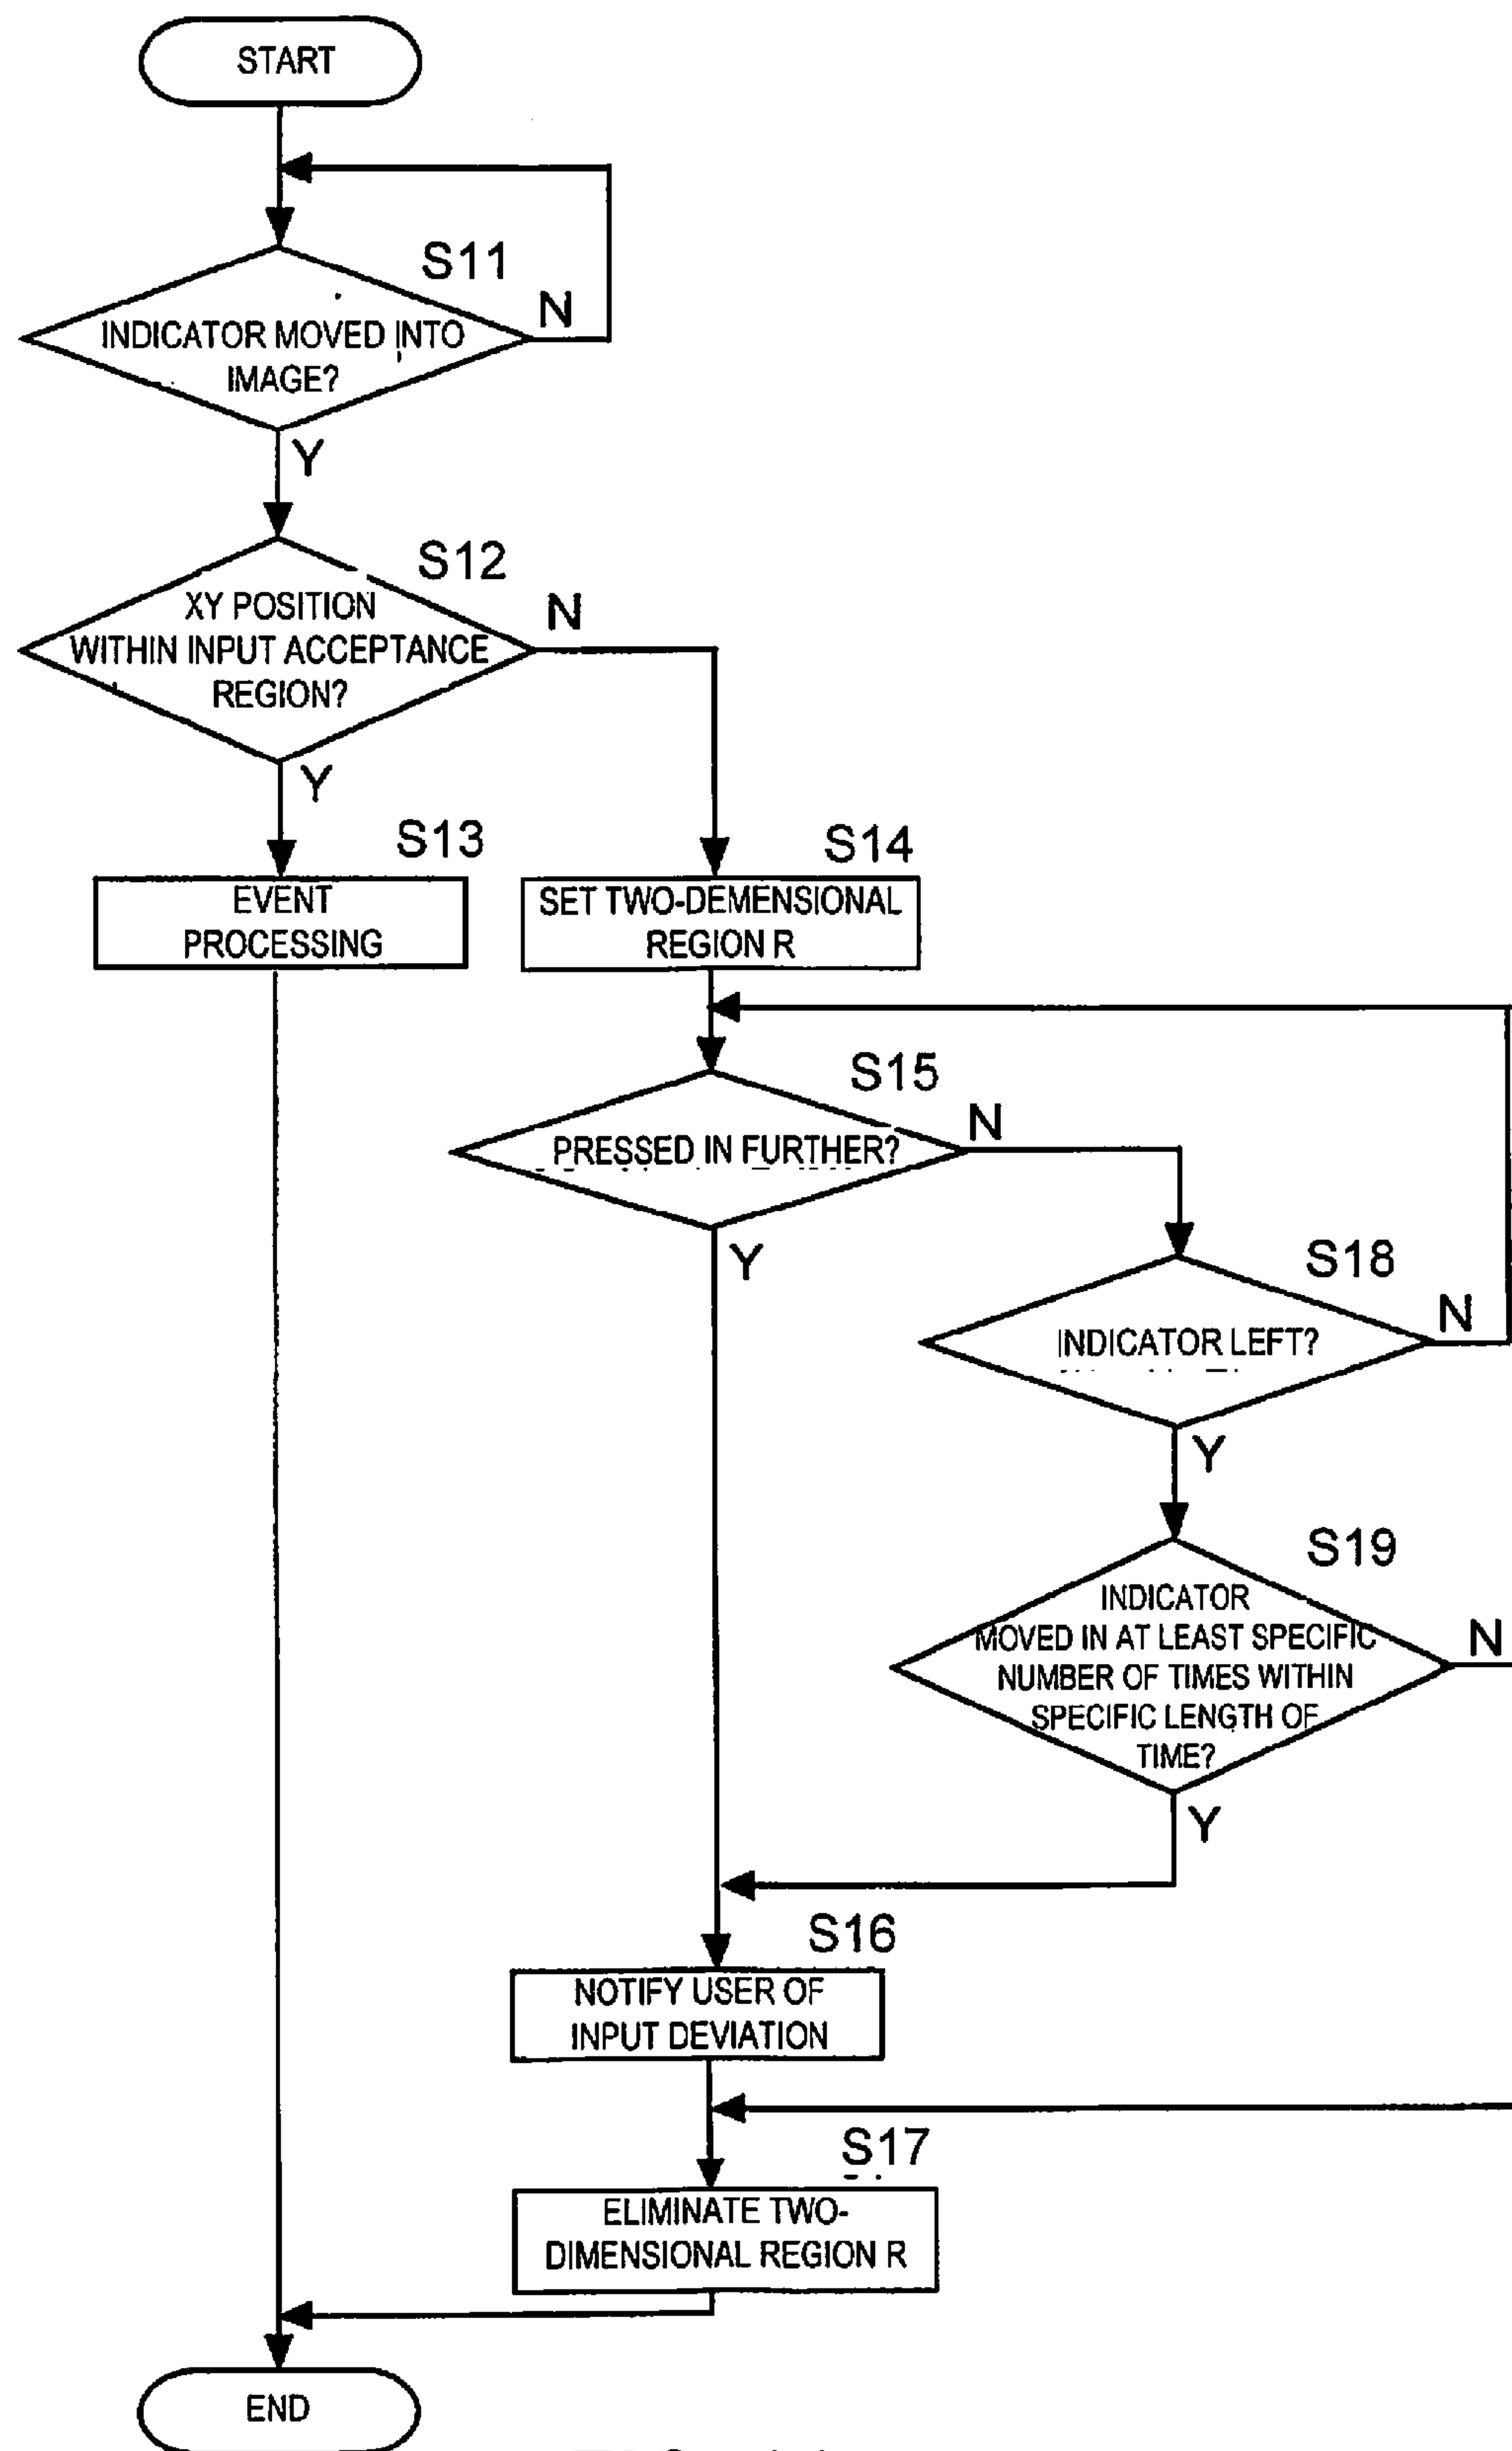 START
S11
N
INDICATOR MOVED INTO
IMAGE?
Y
S12
N
XY POSITION
WITHIN INPUT ACCEPTANCE
REGION?
Y
S13
EVENT
PROCESSING
S14
SET TWO-DEMENSIONAL
REGION R
S15
N
PRESSED IN FURTHER?
Y
S18
N
INDICATOR LEFT?
Y
S19
N
INDICATOR
MOVED IN AT LEAST SPECIFIC
NUMBER OF TIMES WITHIN
SPECIFIC LENGTH OF
TIME?
Y
S16
NOTIFY USER OF
INPUT DEVIATION
S17
ELIMINATE TWO-
DIMENSIONAL REGION R
END